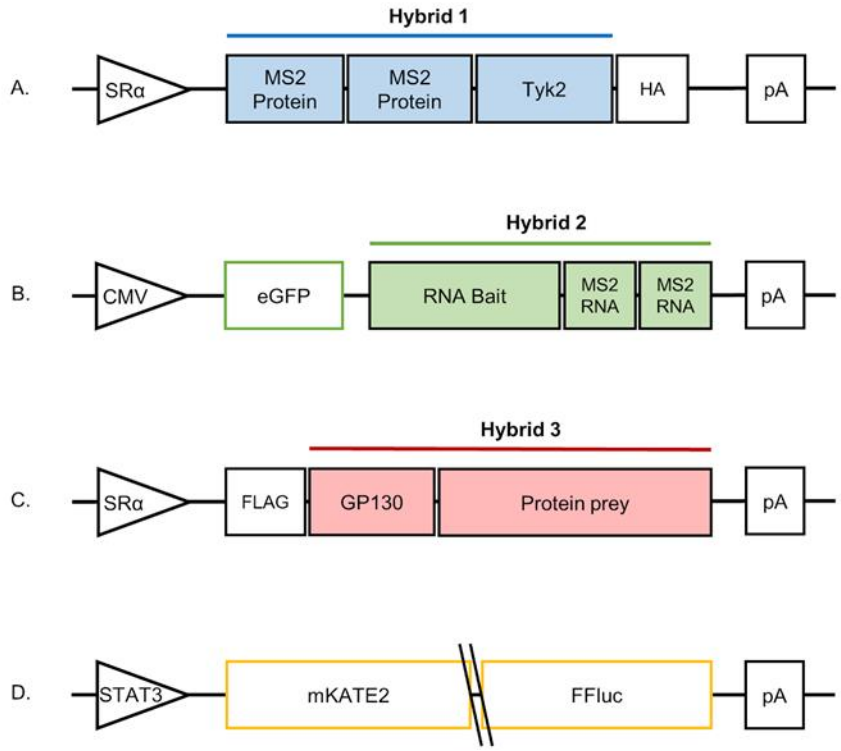 Hybrid 1
A.
SRα
MS2
Protein
MS2
Protein
Tyk2
HA
pA
Hybrid 2
B.
CMV
eGFP
RNA Bait
MS2
RNA
MS2
RNA
pA
Hybrid 3
C.
SRα
FLAG
GP130
Protein prey
pA
D.
STAT3
mKATE2
FFluc
pA